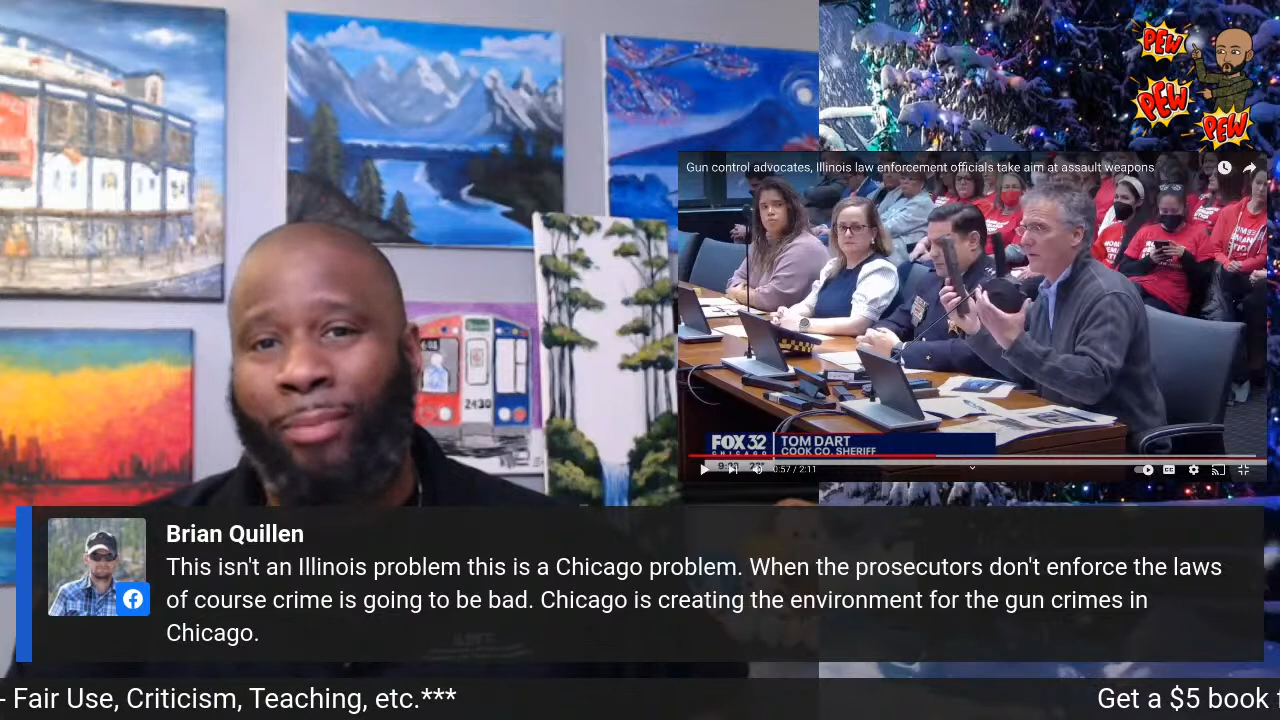 PEW
PEW
PEW
Gun control advocates, Illinois law enforcement officials take aim at assault weapons
FOX 32
CHICAGO
TOM DART
COOK CO. SHERIFF
0:57 / 2:11
2430
Brian Quillen
This isn't an Illinois problem this is a Chicago problem. When the prosecutors don't enforce the laws
of course crime is going to be bad. Chicago is creating the environment for the gun crimes in
Chicago.
- Fair Use, Criticism, Teaching, etc.***
Get a $5 book